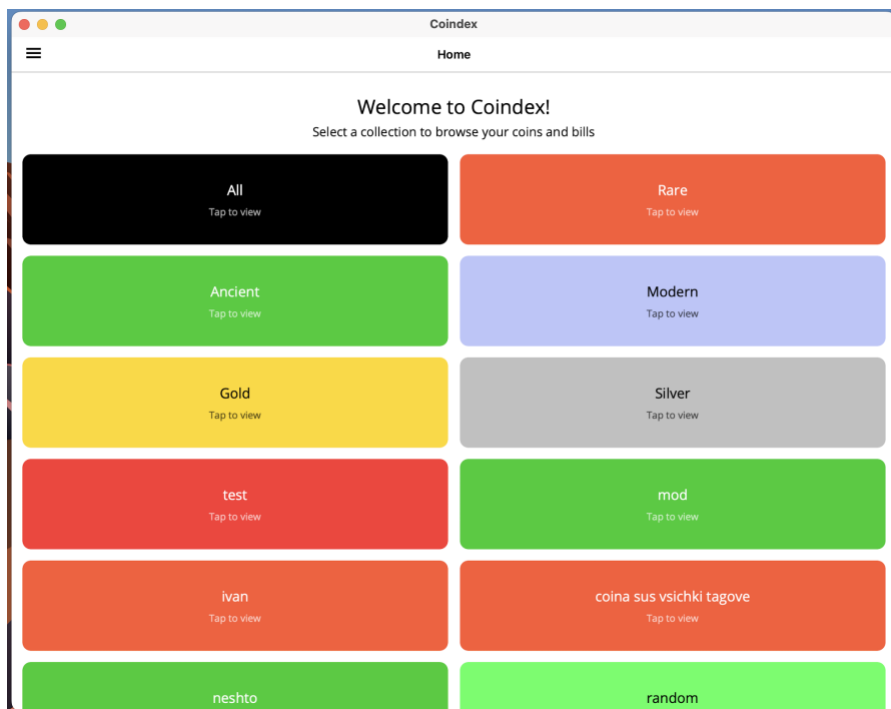 Coindex
Home
Welcome to Coindex!
Select a collection to browse your coins and bills
All
Tap to view
Rare
Tap to view
Ancient
Tap to view
Modern
Tap to view
Gold
Tap to view
Silver
Tap to view
test
Tap to view
mod
Tap to view
ivan
Tap to view
coina sus vsichki tagove
Tap to view
neshto
random